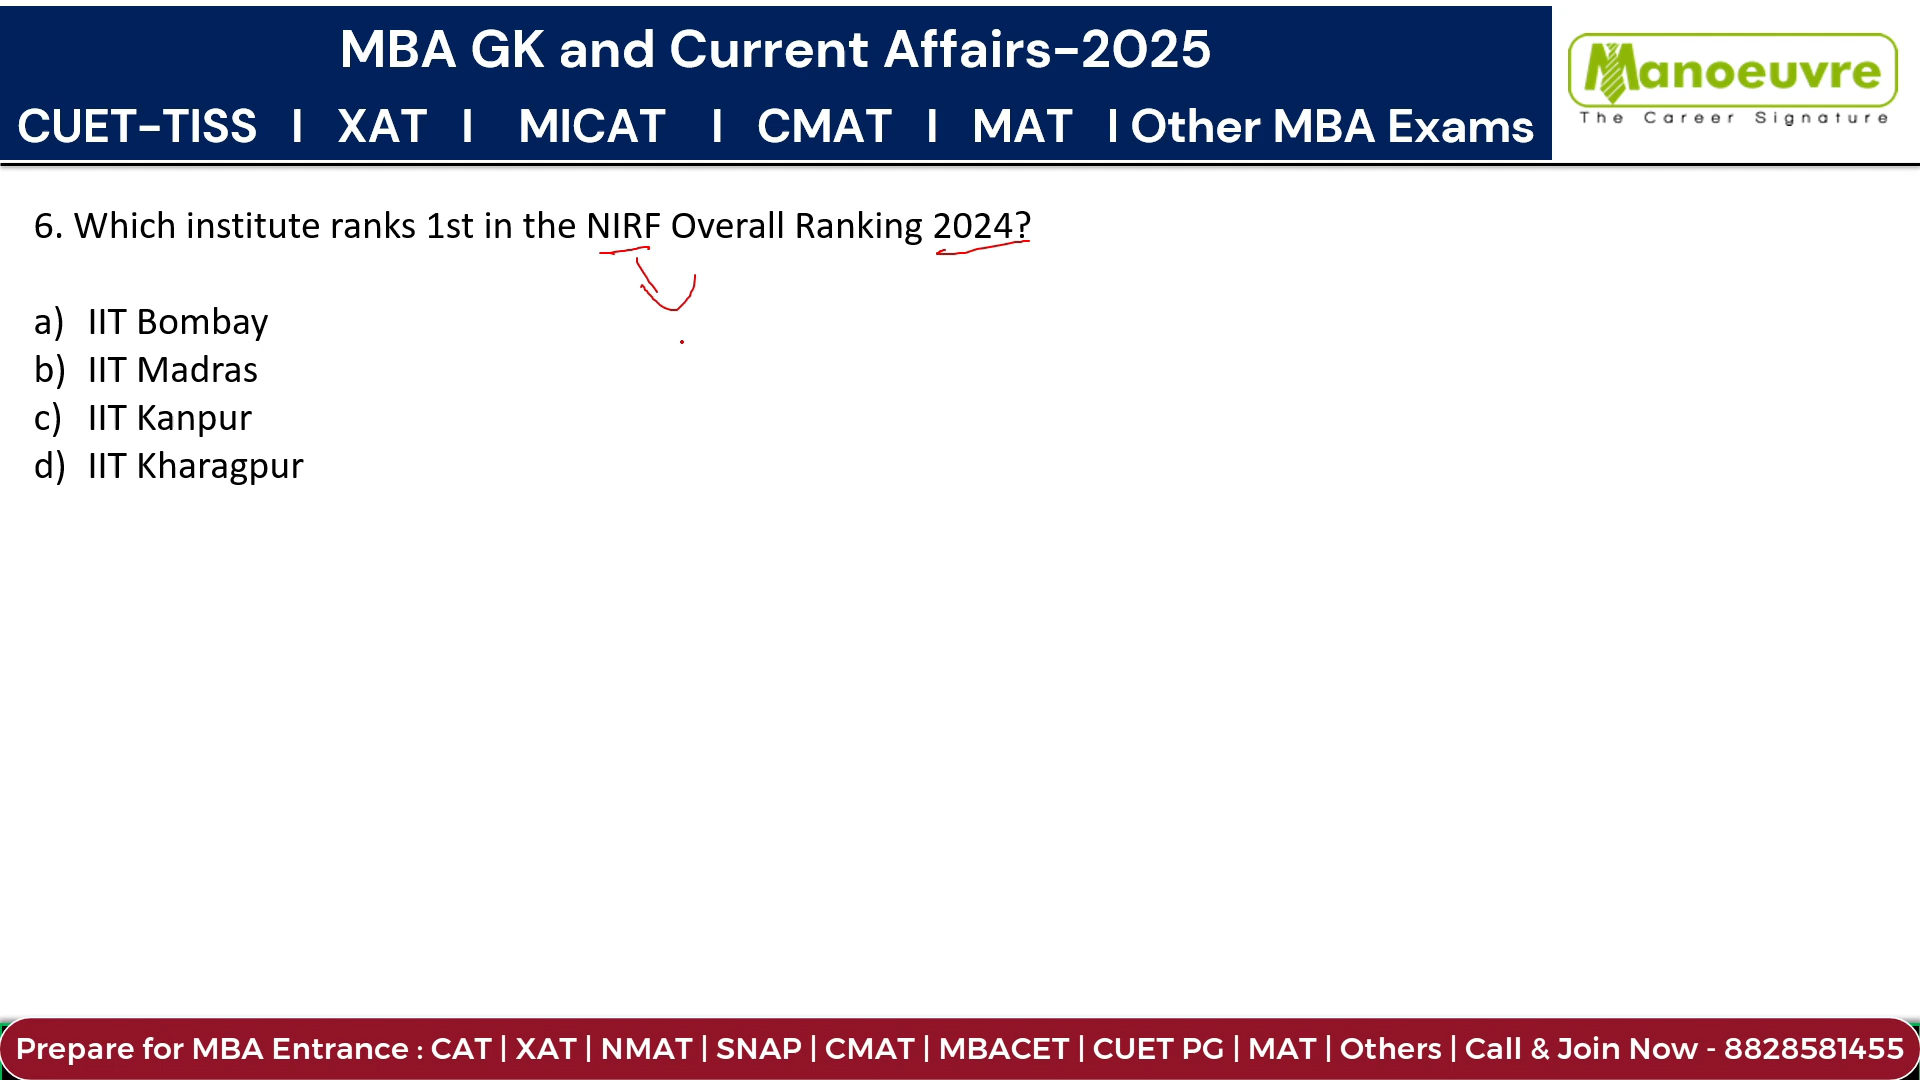 MBA GK and Current Affairs-2025
CUET-TISS I XAT I MICAT I CMAT I MAT I Other MBA Exams
Manoeuvre
The Career Signature
6. Which institute ranks 1st in the NIRF Overall Ranking 2024?
a) IIT Bombay
b) IIT Madras
c) IIT Kanpur
d) IIT Kharagpur
Prepare for MBA Entrance : CAT | XAT | NMAT | SNAP | CMAT | MBACET | CUET PG | MAT | Others | Call & Join Now - 8828581455